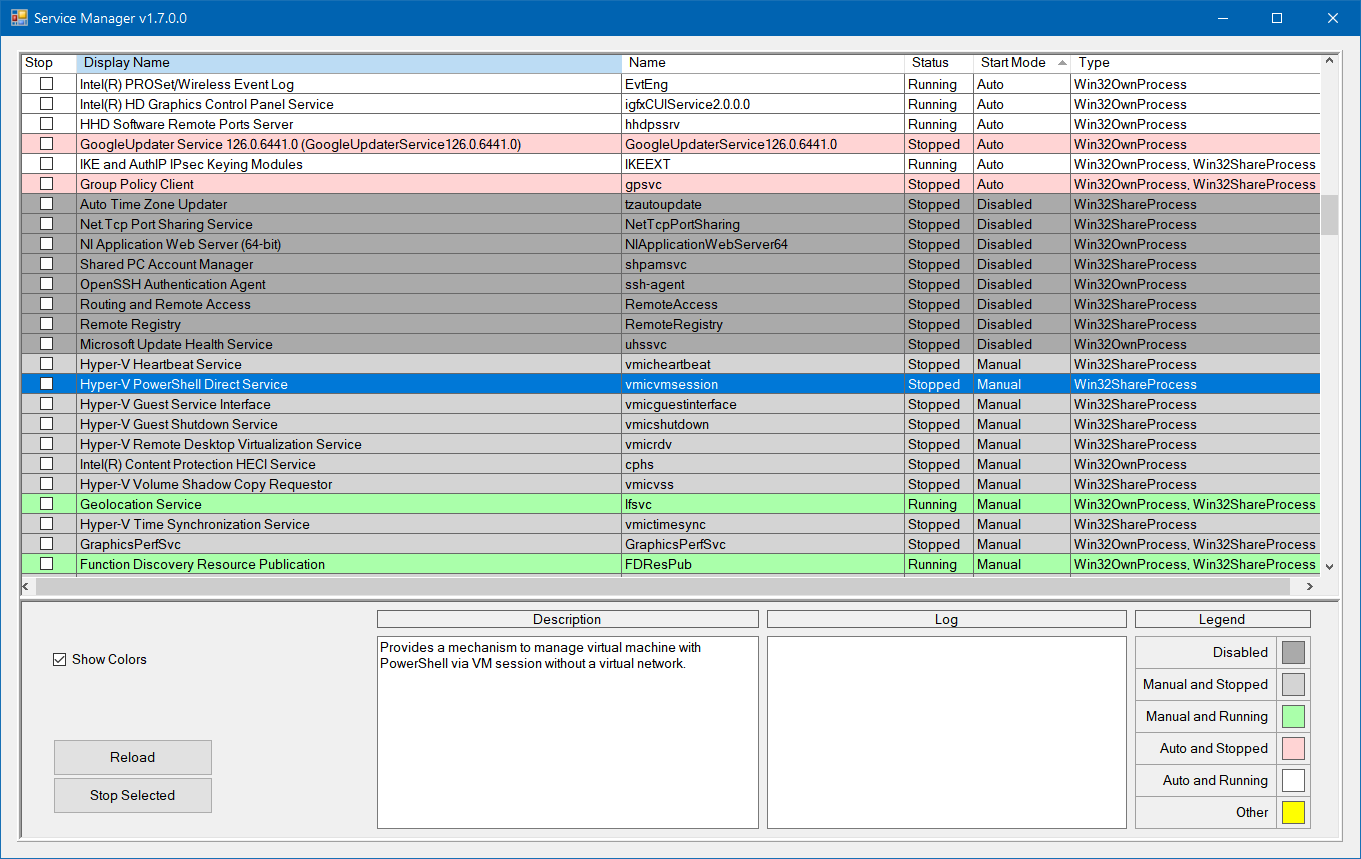 Service Manager v1.7.0.0
Stop Display Name Name Status Start Mode Type
Intel(R) PROSet/Wireless Event Log EvtEng Running Auto Win32OwnProcess
Intel(R) HD Graphics Control Panel Service igfxCUIService2.0.0.0 Running Auto Win32OwnProcess
HHD Software Remote Ports Server hhdpssrv Running Auto Win32OwnProcess
GoogleUpdater Service 126.0.6441.0 (GoogleUpdaterService126.0.6441.0) GoogleUpdaterService126.0.6441.0 Stopped Auto Win32OwnProcess
IKE and AuthIP IPsec Keying Modules IKEEXT Running Auto Win32OwnProcess, Win32ShareProcess
Group Policy Client gpsvc Stopped Auto Win32OwnProcess, Win32ShareProcess
Auto Time Zone Updater tzautoupdate Stopped Disabled Win32ShareProcess
Net.Tcp Port Sharing Service NetTcpPortSharing Stopped Disabled Win32ShareProcess
NI Application Web Server (64-bit) NIApplicationWebServer64 Stopped Disabled Win32OwnProcess
Shared PC Account Manager shpamsvc Stopped Disabled Win32ShareProcess
OpenSSH Authentication Agent ssh-agent Stopped Disabled Win32OwnProcess
Routing and Remote Access RemoteAccess Stopped Disabled Win32ShareProcess
Remote Registry RemoteRegistry Stopped Disabled Win32ShareProcess
Microsoft Update Health Service uhssvc Stopped Disabled Win32OwnProcess
Hyper-V Heartbeat Service vmicheartbeat Stopped Manual Win32ShareProcess
Hyper-V PowerShell Direct Service vmicvmsession Stopped Manual Win32ShareProcess
Hyper-V Guest Service Interface vmicguestinterface Stopped Manual Win32ShareProcess
Hyper-V Guest Shutdown Service vmicshutdown Stopped Manual Win32ShareProcess
Hyper-V Remote Desktop Virtualization Service vmicrdv Stopped Manual Win32ShareProcess
Intel(R) Content Protection HECI Service cphs Stopped Manual Win32OwnProcess
Hyper-V Volume Shadow Copy Requestor vmicvss Stopped Manual Win32ShareProcess
Geolocation Service lfsvc Running Manual Win32OwnProcess, Win32ShareProcess
Hyper-V Time Synchronization Service vmictimesync Stopped Manual Win32ShareProcess
GraphicsPerfSvc GraphicsPerfSvc Stopped Manual Win32OwnProcess, Win32ShareProcess
Function Discovery Resource Publication FDResPub Running Manual Win32OwnProcess, Win32ShareProcess
Show Colors
Reload
Stop Selected
Description
Provides a mechanism to manage virtual machine with
PowerShell via VM session without a virtual network.
Log
Legend
Disabled
Manual and Stopped
Manual and Running
Auto and Stopped
Auto and Running
Other